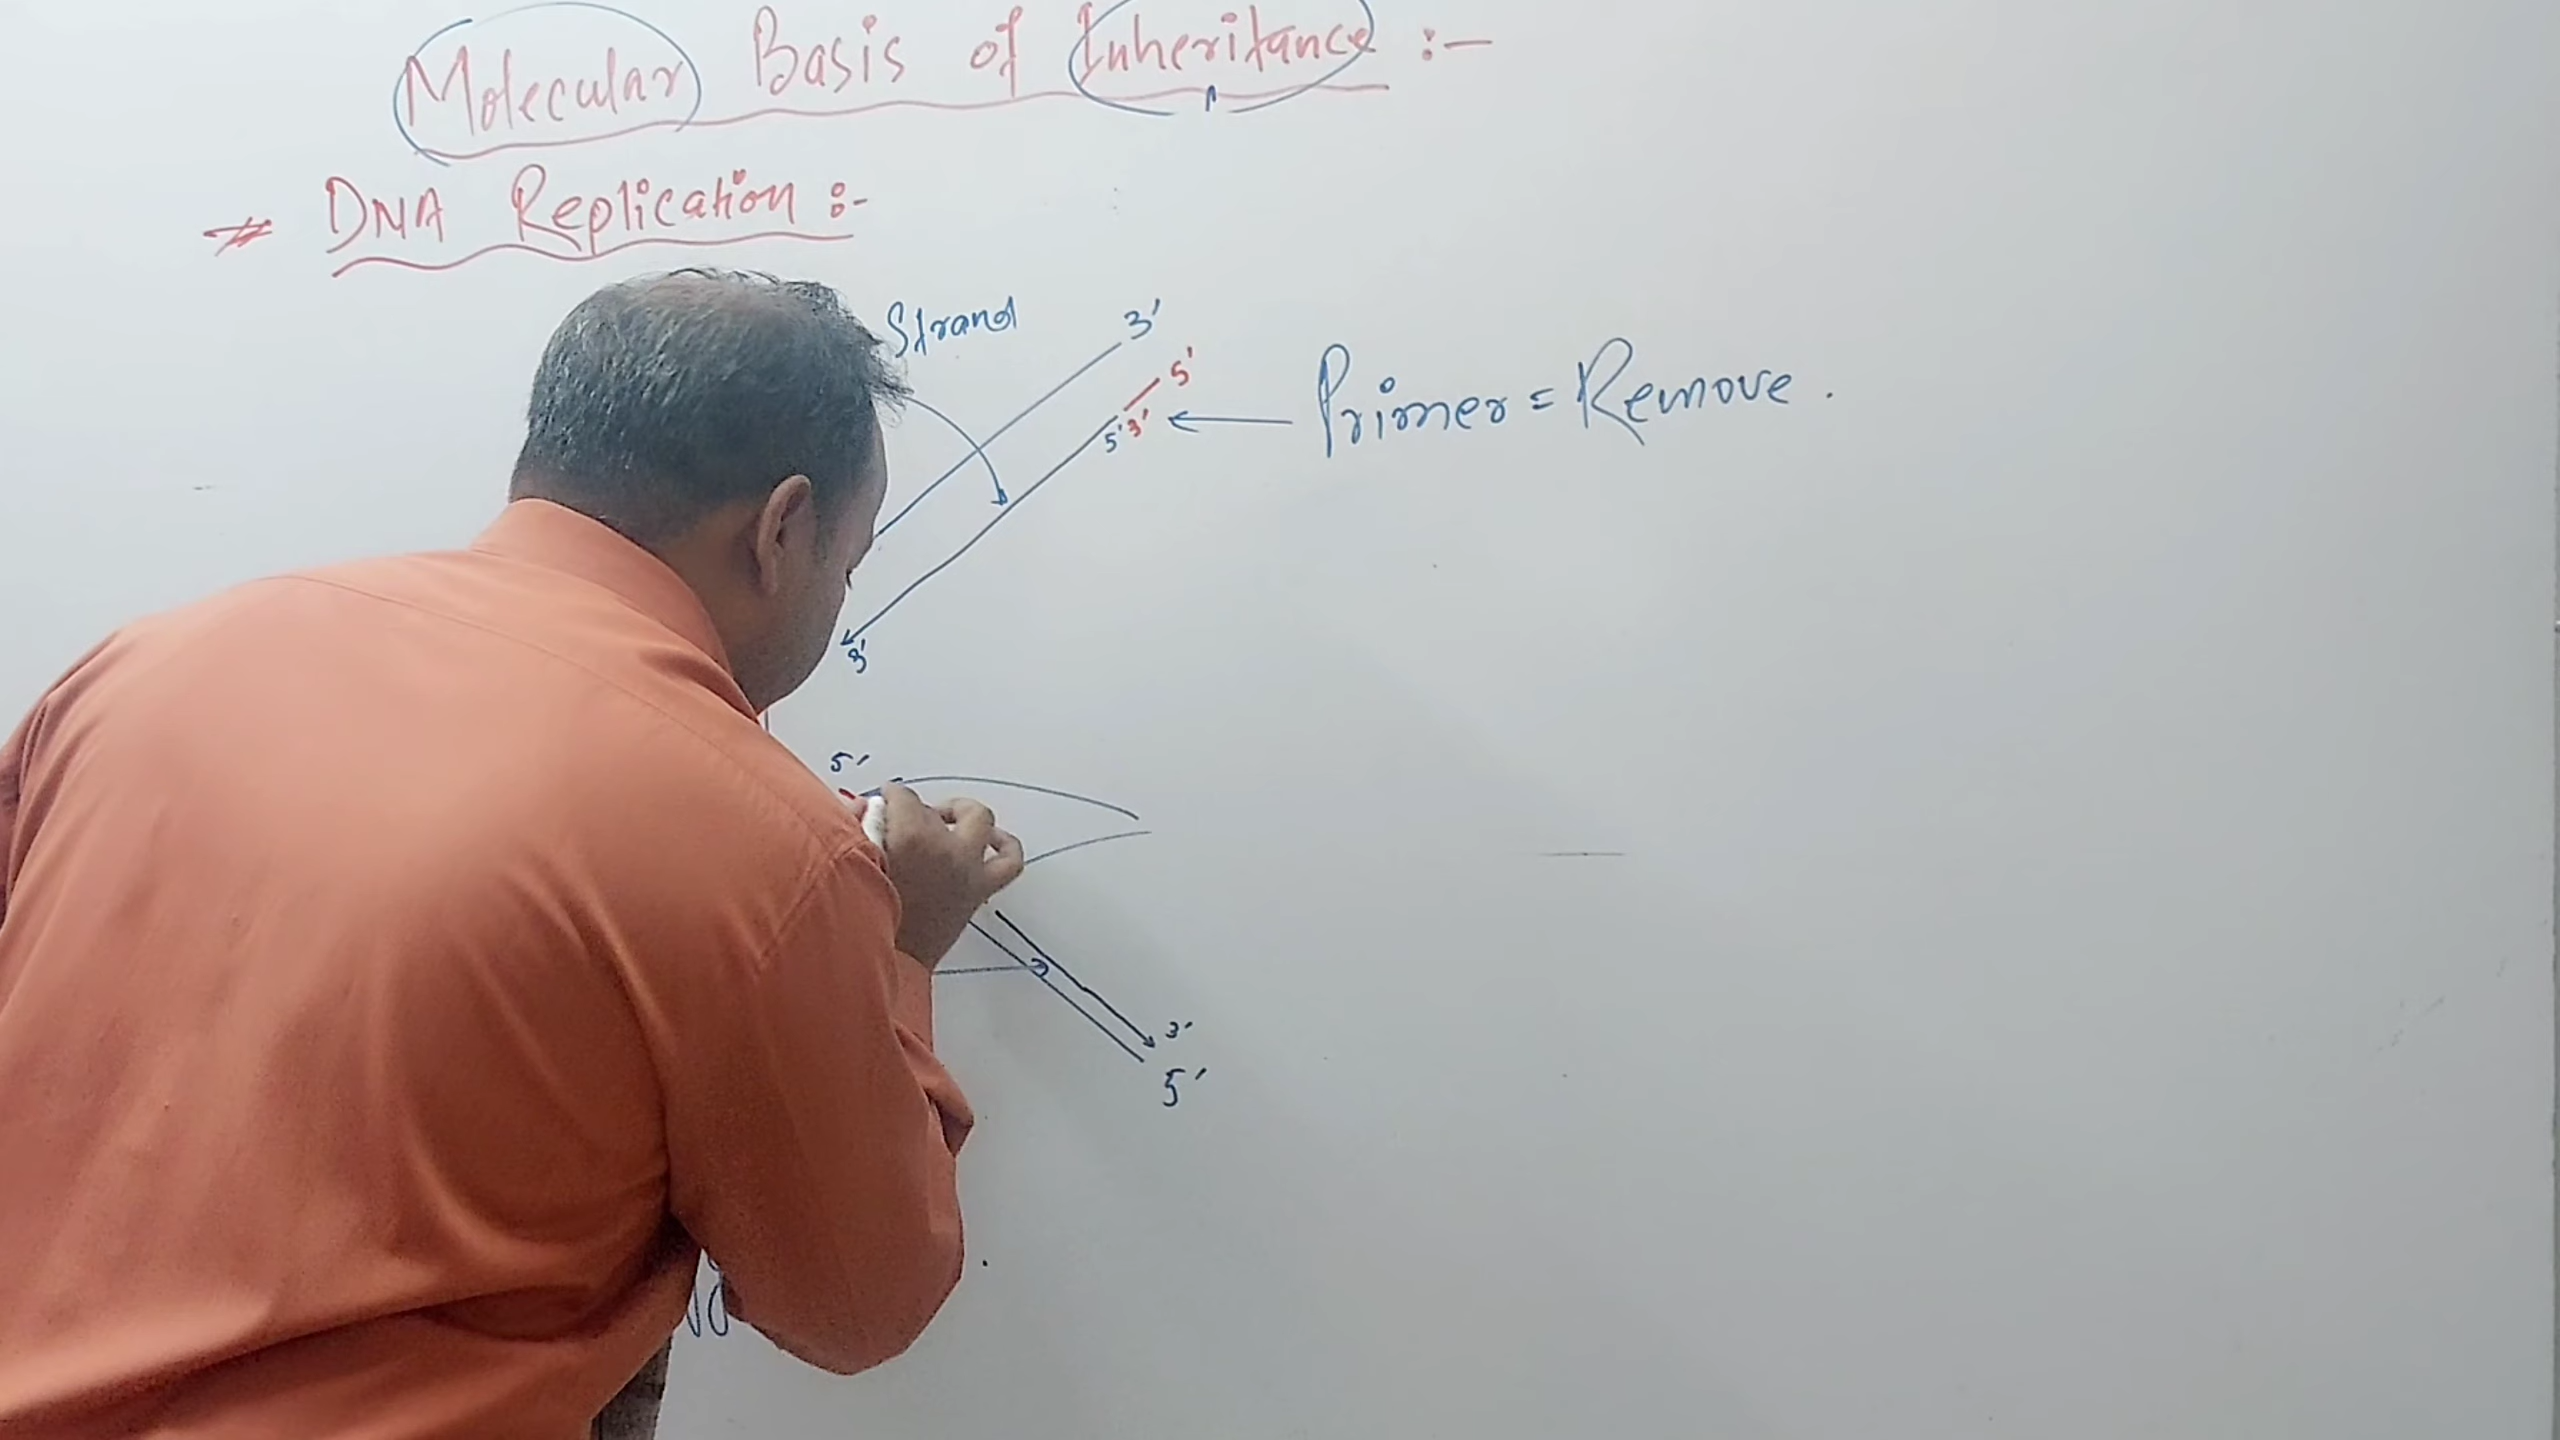 Molecular Basis of Inheritance :-
DNA Replication :-
Strand
3'
5'
5' 3' ← Primer = Remove.
3'
5'
3'
5'